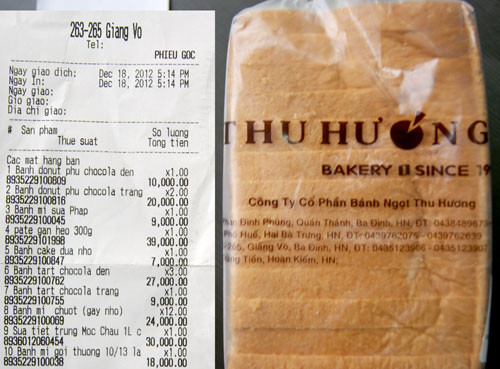 263-265 Giang Vo
Tel:
PHIEU GOC
Ngay giao dich: Dec 18, 2012 5:14 PM
Ngay In: Dec 18, 2012 5:14 PM
Ngay giao:
Gio giao:
Dia chi giao:
# San pham So luong
Thue suat Tong tien
Cac mat hang ban
1 Banh donut phu chocola den x1.00
8935229100809 10,000.00
2 Banh donut phu chocola trang x2.00
8935229100816 20,000.00
3 Banh mi sua Phap x1.00
8935229100045 9,000.00
4 pate gan heo 300g x1.00
8935229101998 39,000.00
5 Banh cake dua nho x1.00
8935229100847 7,000.00
6 Banh tart chocola den x3.00
8935229100762 27,000.00
7 Banh tart chocola trang x1.00
8935229100755 9,000.00
8 Banh mi chuot (gay nho) x12.00
8935229100069 24,000.00
9 Sua tiet trung Moc Chau 1L c x1.00
8936012060454 30,000.00
10 Banh mi goi thuong 10/13 la x1.00
8935229100038 18,000.00
THU HƯƠNG
BAKERY SINCE 19
Công Ty Cổ Phần Bánh Ngọt Thu Hương
Đình Phùng, Quán Thánh, Ba Đình, HN, ĐT:
Phố Huế, Hai Bà Trưng, HN, ĐT: 0439762079 - 0439762639
265, Giảng Võ, Ba Đình, HN, ĐT: 0435123906 - 0435123907
Tràng Tiền, Hoàn Kiếm, HN;